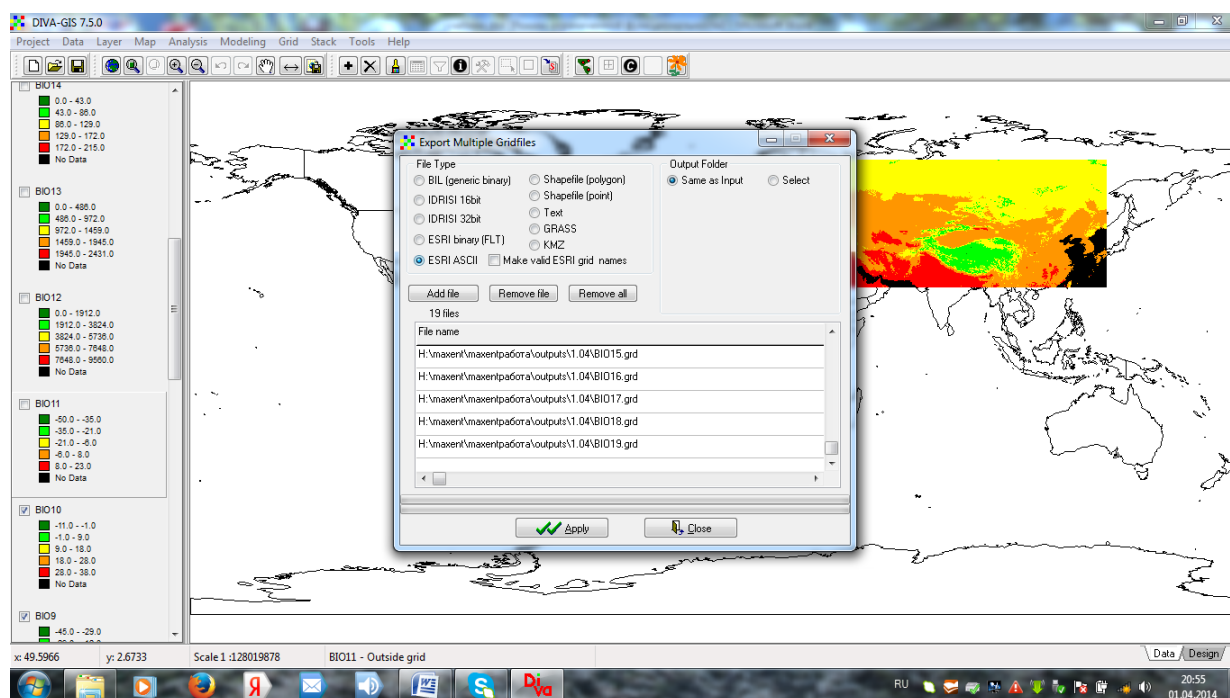 DIVA-GIS 7.5.0
Project Data Layer Map Analysis Modeling Grid Stack Tools Help
BIO14
0.0 - 43.0
43.0 - 86.0
86.0 - 129.0
129.0 - 172.0
172.0 - 215.0
No Data
BIO13
0.0 - 486.0
486.0 - 972.0
972.0 - 1459.0
1459.0 - 1945.0
1945.0 - 2431.0
No Data
BIO12
0.0 - 1912.0
1912.0 - 3824.0
3824.0 - 5736.0
5736.0 - 7648.0
7648.0 - 9560.0
No Data
BIO11
-50.0 - -35.0
-35.0 - -21.0
-21.0 - -6.0
-6.0 - 8.0
8.0 - 23.0
No Data
BIO10
-11.0 - -1.0
-1.0 - 9.0
9.0 - 18.0
18.0 - 28.0
28.0 - 38.0
No Data
BIO9
-45.0 - -29.0
Export Multiple Gridfiles
File Type
BIL (generic binary)
Shapefile (polygon)
IDRISI 16bit
Shapefile (point)
IDRISI 32bit
Text
GRASS
ESRI binary (FLT)
KMZ
ESRI ASCII
Make valid ESRI grid names
Output Folder
Same as Input
Select
Add file
Remove file
Remove all
19 files
File name
H:\maxent\maxentработа\outputs\1.04\BIO15.grd
H:\maxent\maxentработа\outputs\1.04\BIO16.grd
H:\maxent\maxentработа\outputs\1.04\BIO17.grd
H:\maxent\maxentработа\outputs\1.04\BIO18.grd
H:\maxent\maxentработа\outputs\1.04\BIO19.grd
Apply
Close
x: 49.5966 y: 2.6733 Scale 1 :128019878 BIO11 - Outside grid
Data Design
Я
Diva
RU
20:55
01.04.2014